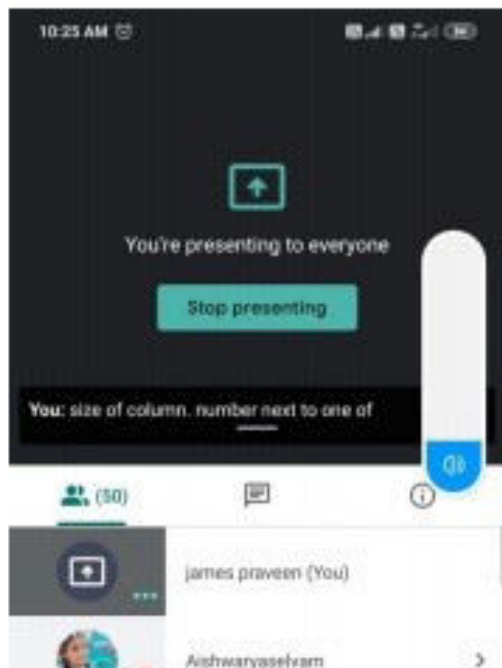 10:25 AM
You're presenting to everyone
Stop presenting
You: size of column. number next to one of
(50)
james praveen (You)
Aishwaryaselvam